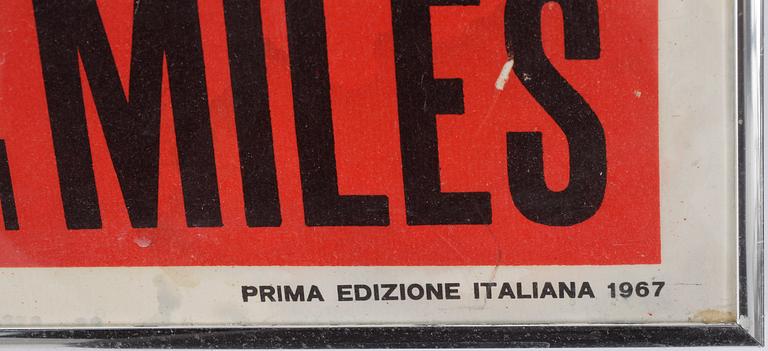 MILES
PRIMA EDIZIONE ITALIANA 1967